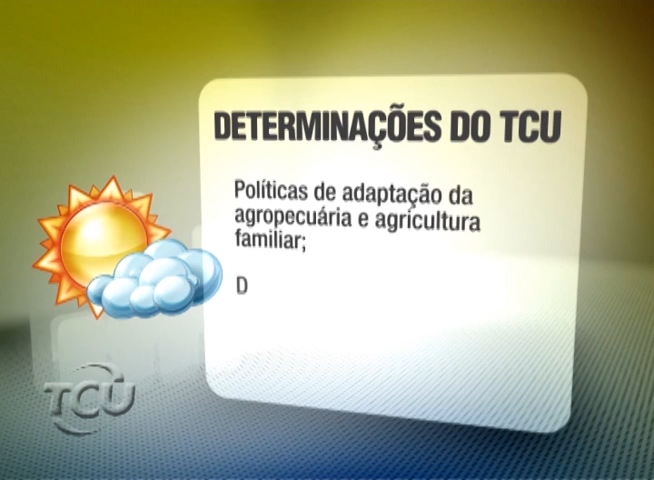 DETERMINAÇÕES DO TCU
Políticas de adaptação da
agropecuária e agricultura
familiar;
D
TCU